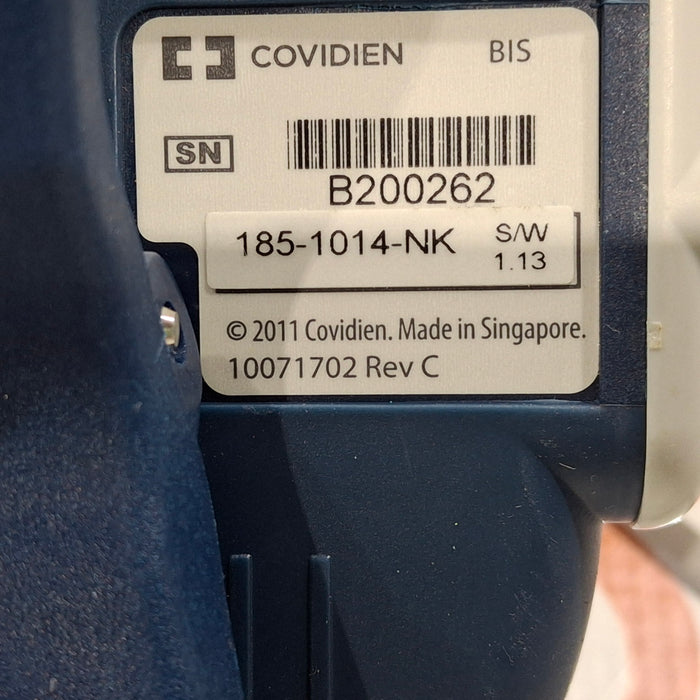 COVIDIEN BIS
SN
B200262
185-1014-NK S/W
1.13
© 2011 Covidien. Made in Singapore.
10071702 Rev C